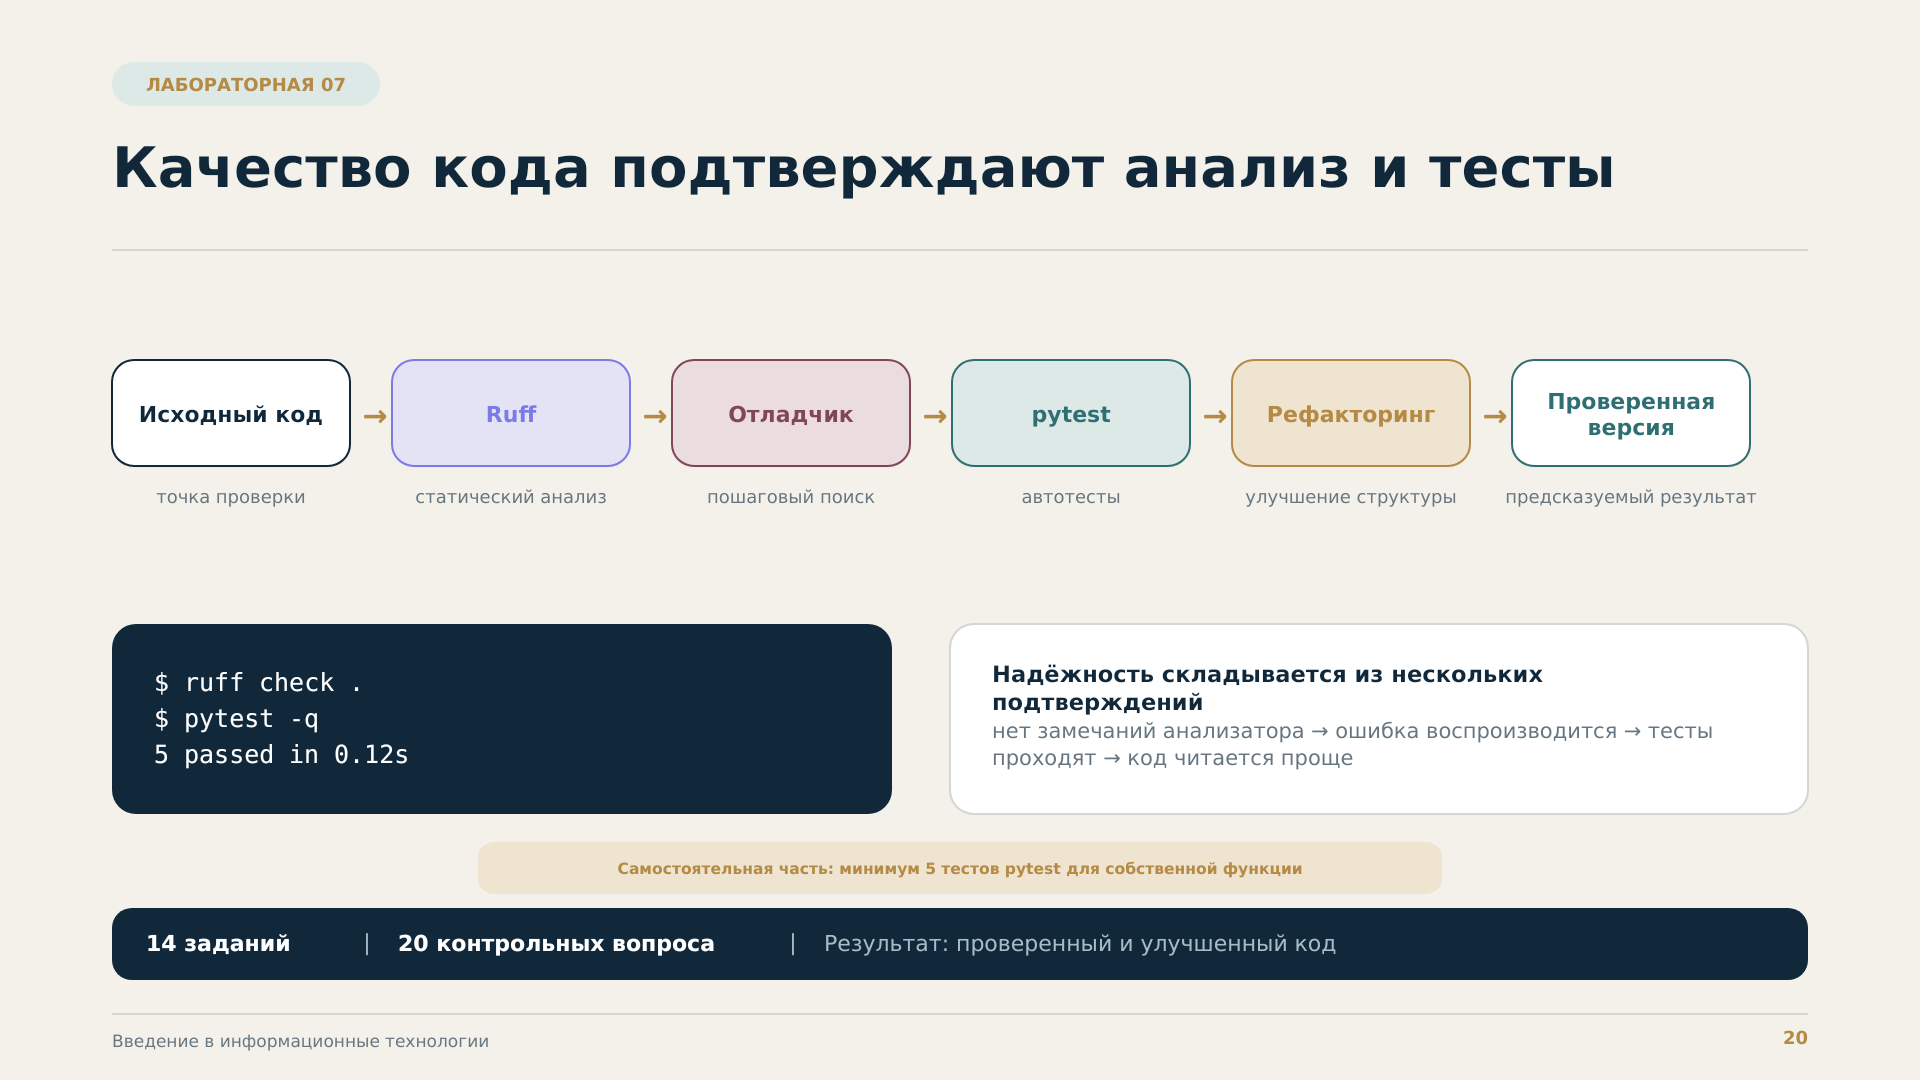 ЛАБОРАТОРНАЯ 07
Качество кода подтверждают анализ и тесты
Исходный код → Ruff → Отладчик → pytest → Рефакторинг → Проверенная
версия
точка проверки статический анализ пошаговый поиск автотесты улучшение структуры предсказуемый результат
$ ruff check .
$ pytest -q
5 passed in 0.12s
Надёжность складывается из нескольких
подтверждений
нет замечаний анализатора → ошибка воспроизводится → тесты
проходят → код читается проще
Самостоятельная часть: минимум 5 тестов pytest для собственной функции
14 заданий | 20 контрольных вопроса | Результат: проверенный и улучшенный код
Введение в информационные технологии
20